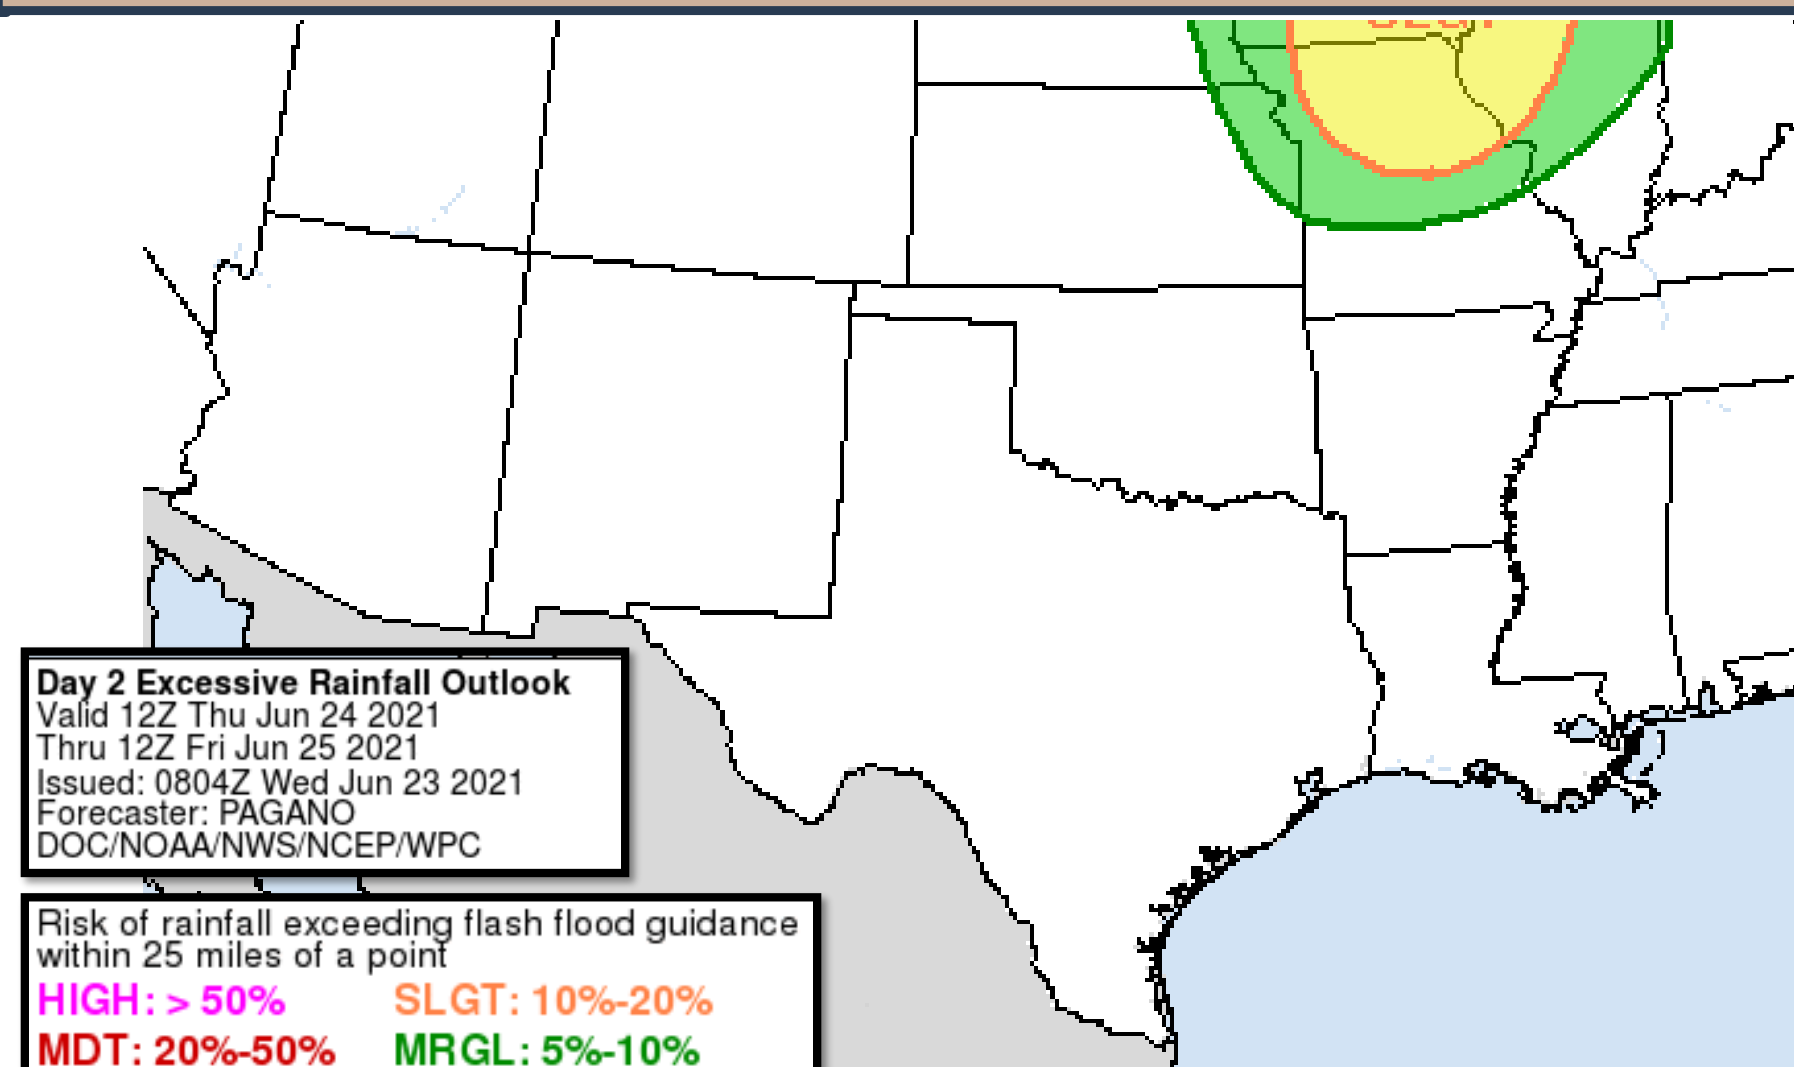 Day 2 Excessive Rainfall Outlook
Valid 12Z Thu Jun 24 2021
Thru 12Z Fri Jun 25 2021
Issued: 0804Z Wed Jun 23 2021
Forecaster: PAGANO
DOC/NOAA/NWS/NCEP/WPC
Risk of rainfall exceeding flash flood guidance
within 25 miles of a point
HIGH: > 50% SLGT: 10%-20%
MDT: 20%-50% MRGL: 5%-10%